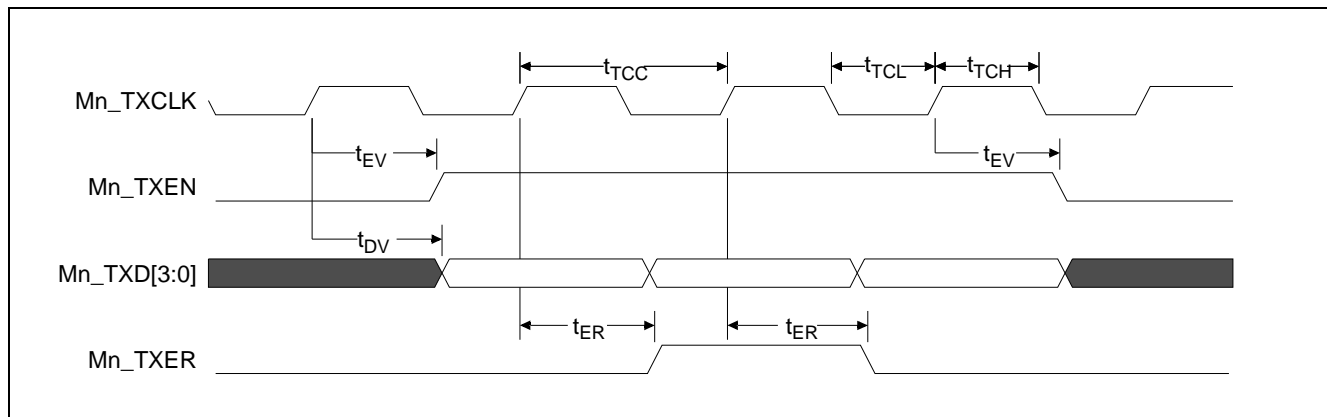 tTCC
tTCL
tTCH
Mn_TXCLK
tEV
tEV
Mn_TXEN
tDV
Mn_TXD[3:0]
tER
tER
Mn_TXER